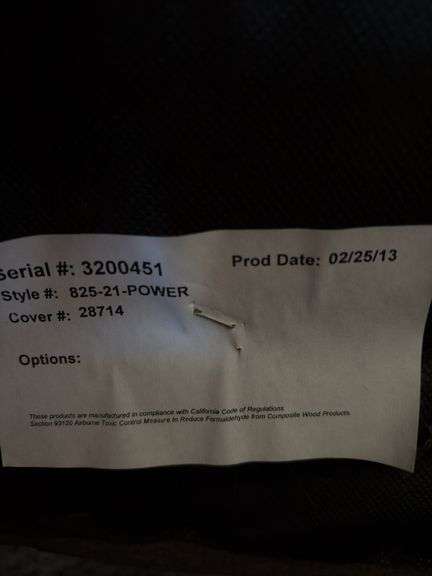 Serial #: 3200451
Prod Date: 02/25/13
Style #: 825-21-POWER
Cover #: 28714
Options:
These products are manufactured in compliance with California Code of Regulations
Section 93120 Airborne Toxic Control Measure to Reduce Formaldehyde from Composite Wood Products.